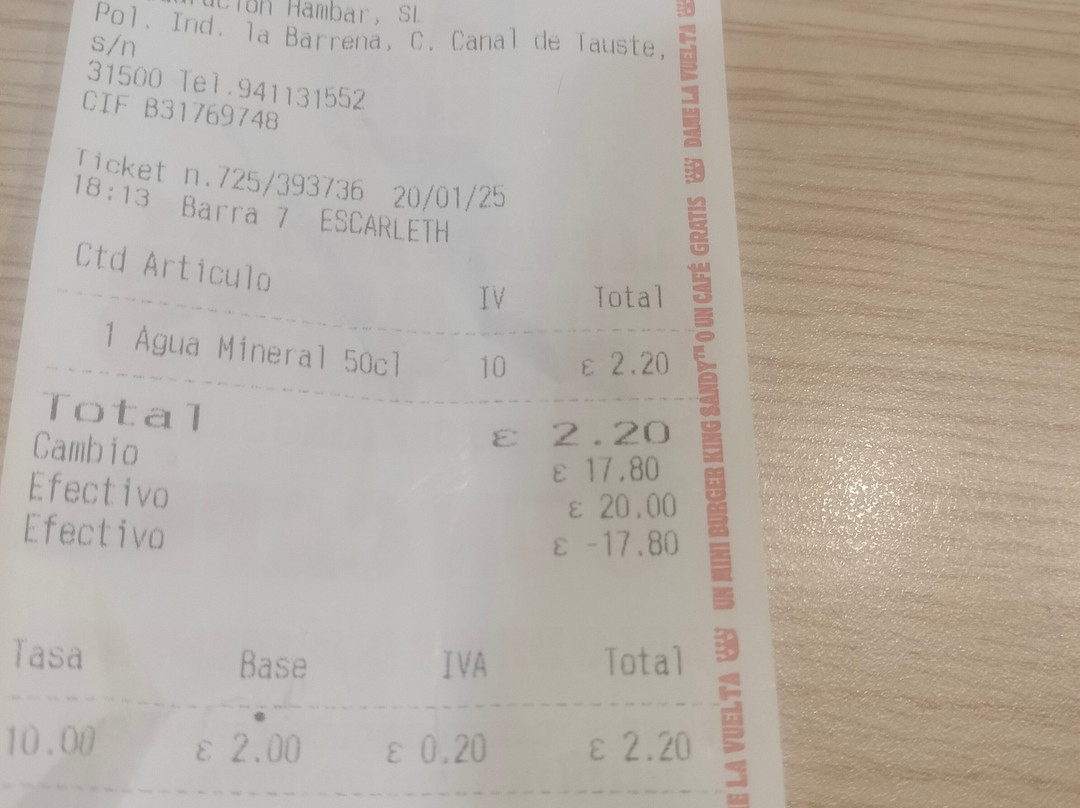 Hambar, SL
Pol. Ind. la Barrena, C. Canal de Tauste,
s/n
31500 Tel.941131552
CIF B31769748
Ticket n.725/393736 20/01/25
18:13 Barra 7 ESCARLETH
Ctd Articulo IV Total
1 Agua Mineral 50cl 10 € 2.20
Total € 2.20
Cambio € 17.80
Efectivo € 20.00
Efectivo € -17.80
Tasa Base IVA Total
10.00 € 2.00 € 0.20 € 2.20
DAME LA VUELTA UN MINI BURGER KING SANDY™ O UN CAFÉ GRATIS DAME LA VUELTA